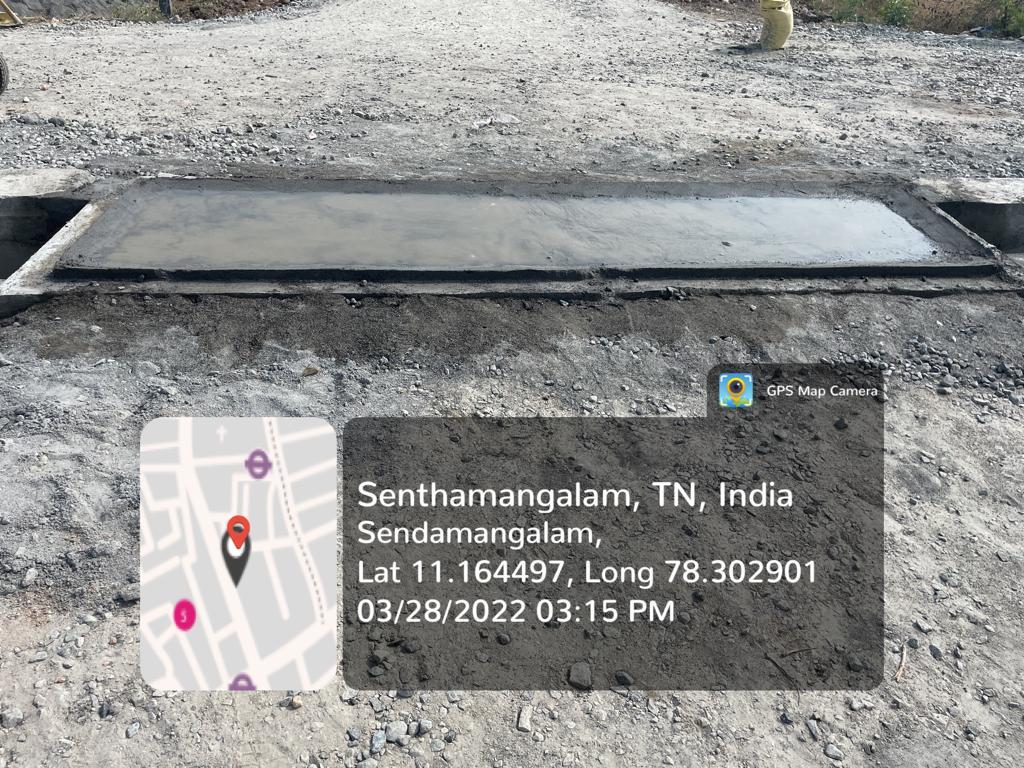 GPS Map Camera
Senthamangalam, TN, India
Sendamangalam,
Lat 11.164497, Long 78.302901
03/28/2022 03:15 PM